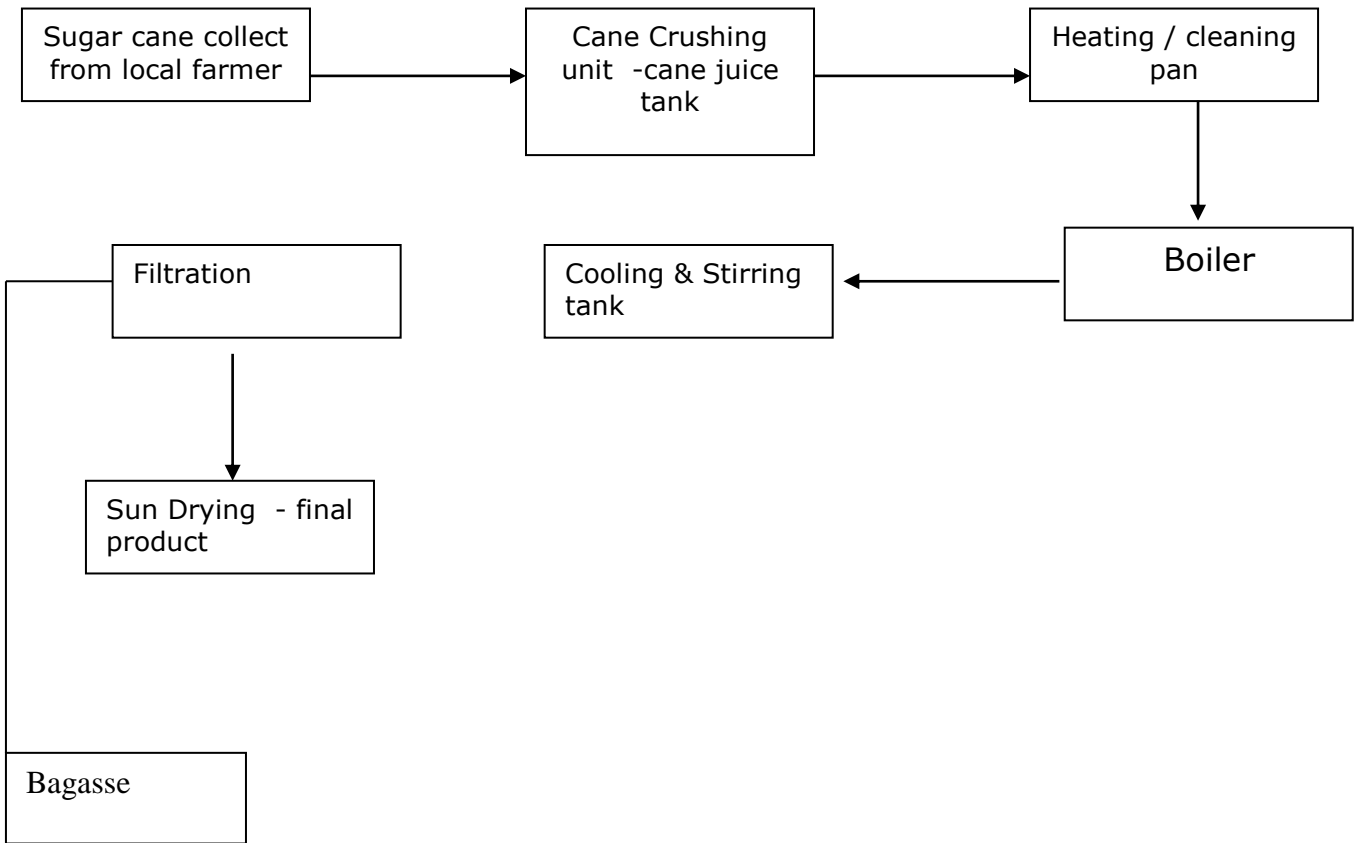 Sugar cane collect
from local farmer
Cane Crushing
unit -cane juice
tank
Heating / cleaning
pan
Boiler
Cooling & Stirring
tank
Filtration
Sun Drying - final
product
Bagasse